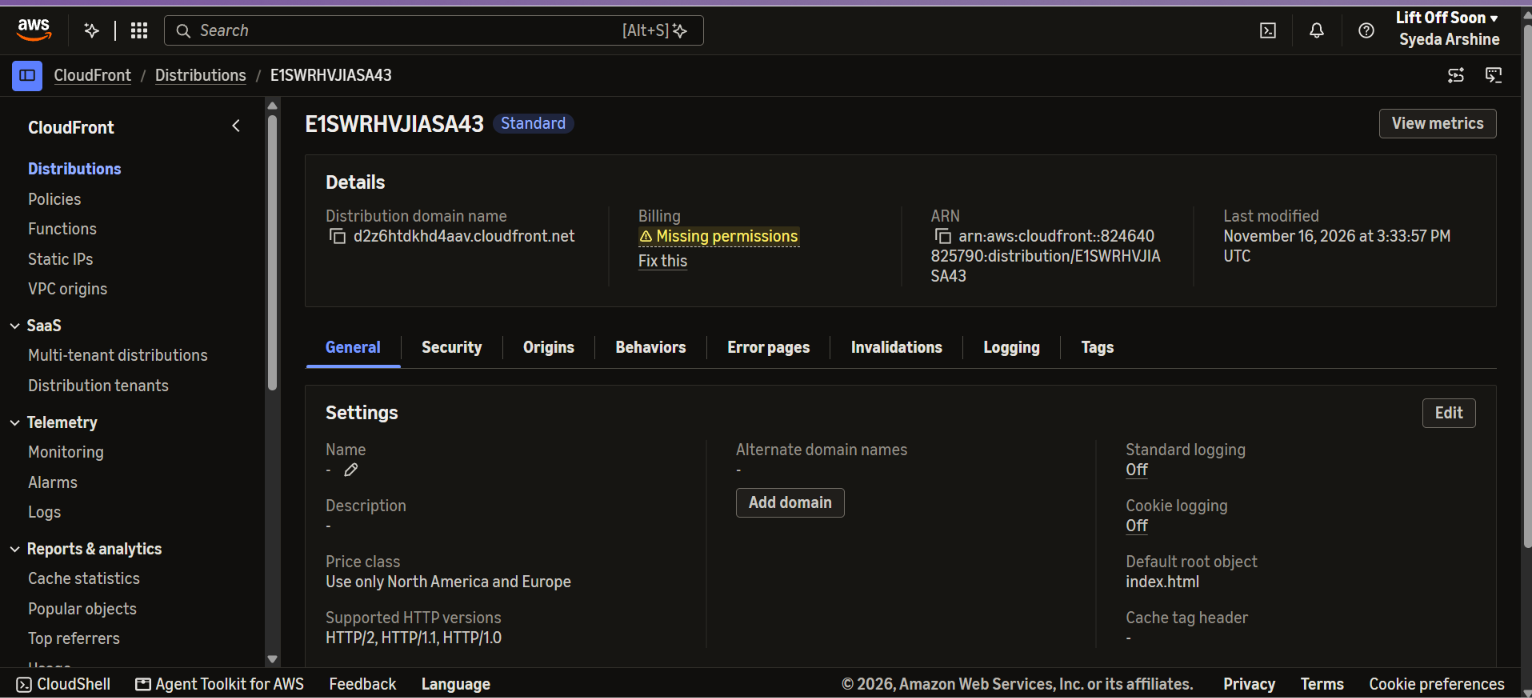 aws
Search [Alt+S]
Lift Off Soon
Syeda Arshine
CloudFront / Distributions / E1SWRHVJIASA43
CloudFront
Distributions
Policies
Functions
Static IPs
VPC origins
SaaS
Multi-tenant distributions
Distribution tenants
Telemetry
Monitoring
Alarms
Logs
Reports & analytics
Cache statistics
Popular objects
Top referrers
E1SWRHVJIASA43 Standard
View metrics
Details
Distribution domain name
d2z6htdkhd4aav.cloudfront.net
Billing
Missing permissions
Fix this
ARN
arn:aws:cloudfront::824640
825790:distribution/E1SWRHVJIA
SA43
Last modified
November 16, 2026 at 3:33:57 PM
UTC
General Security Origins Behaviors Error pages Invalidations Logging Tags
Settings
Edit
Name
-
Description
-
Price class
Use only North America and Europe
Supported HTTP versions
HTTP/2, HTTP/1.1, HTTP/1.0
Alternate domain names
-
Add domain
Standard logging
Off
Cookie logging
Off
Default root object
index.html
Cache tag header
-
CloudShell Agent Toolkit for AWS Feedback Language © 2026, Amazon Web Services, Inc. or its affiliates. Privacy Terms Cookie preferences